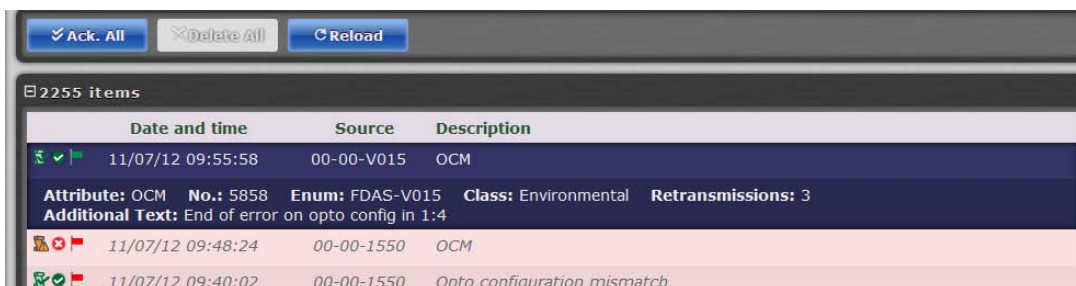 Ack. All Delete All Reload
2255 items
Date and time Source Description
11/07/12 09:55:58 00-00-V015 OCM
Attribute: OCM No.: 5858 Enum: FDAS-V015 Class: Environmental Retransmissions: 3
Additional Text: End of error on opto config in 1:4
11/07/12 09:48:24 00-00-1550 OCM
11/07/12 09:40:02 00-00-1550 Opto configuration mismatch